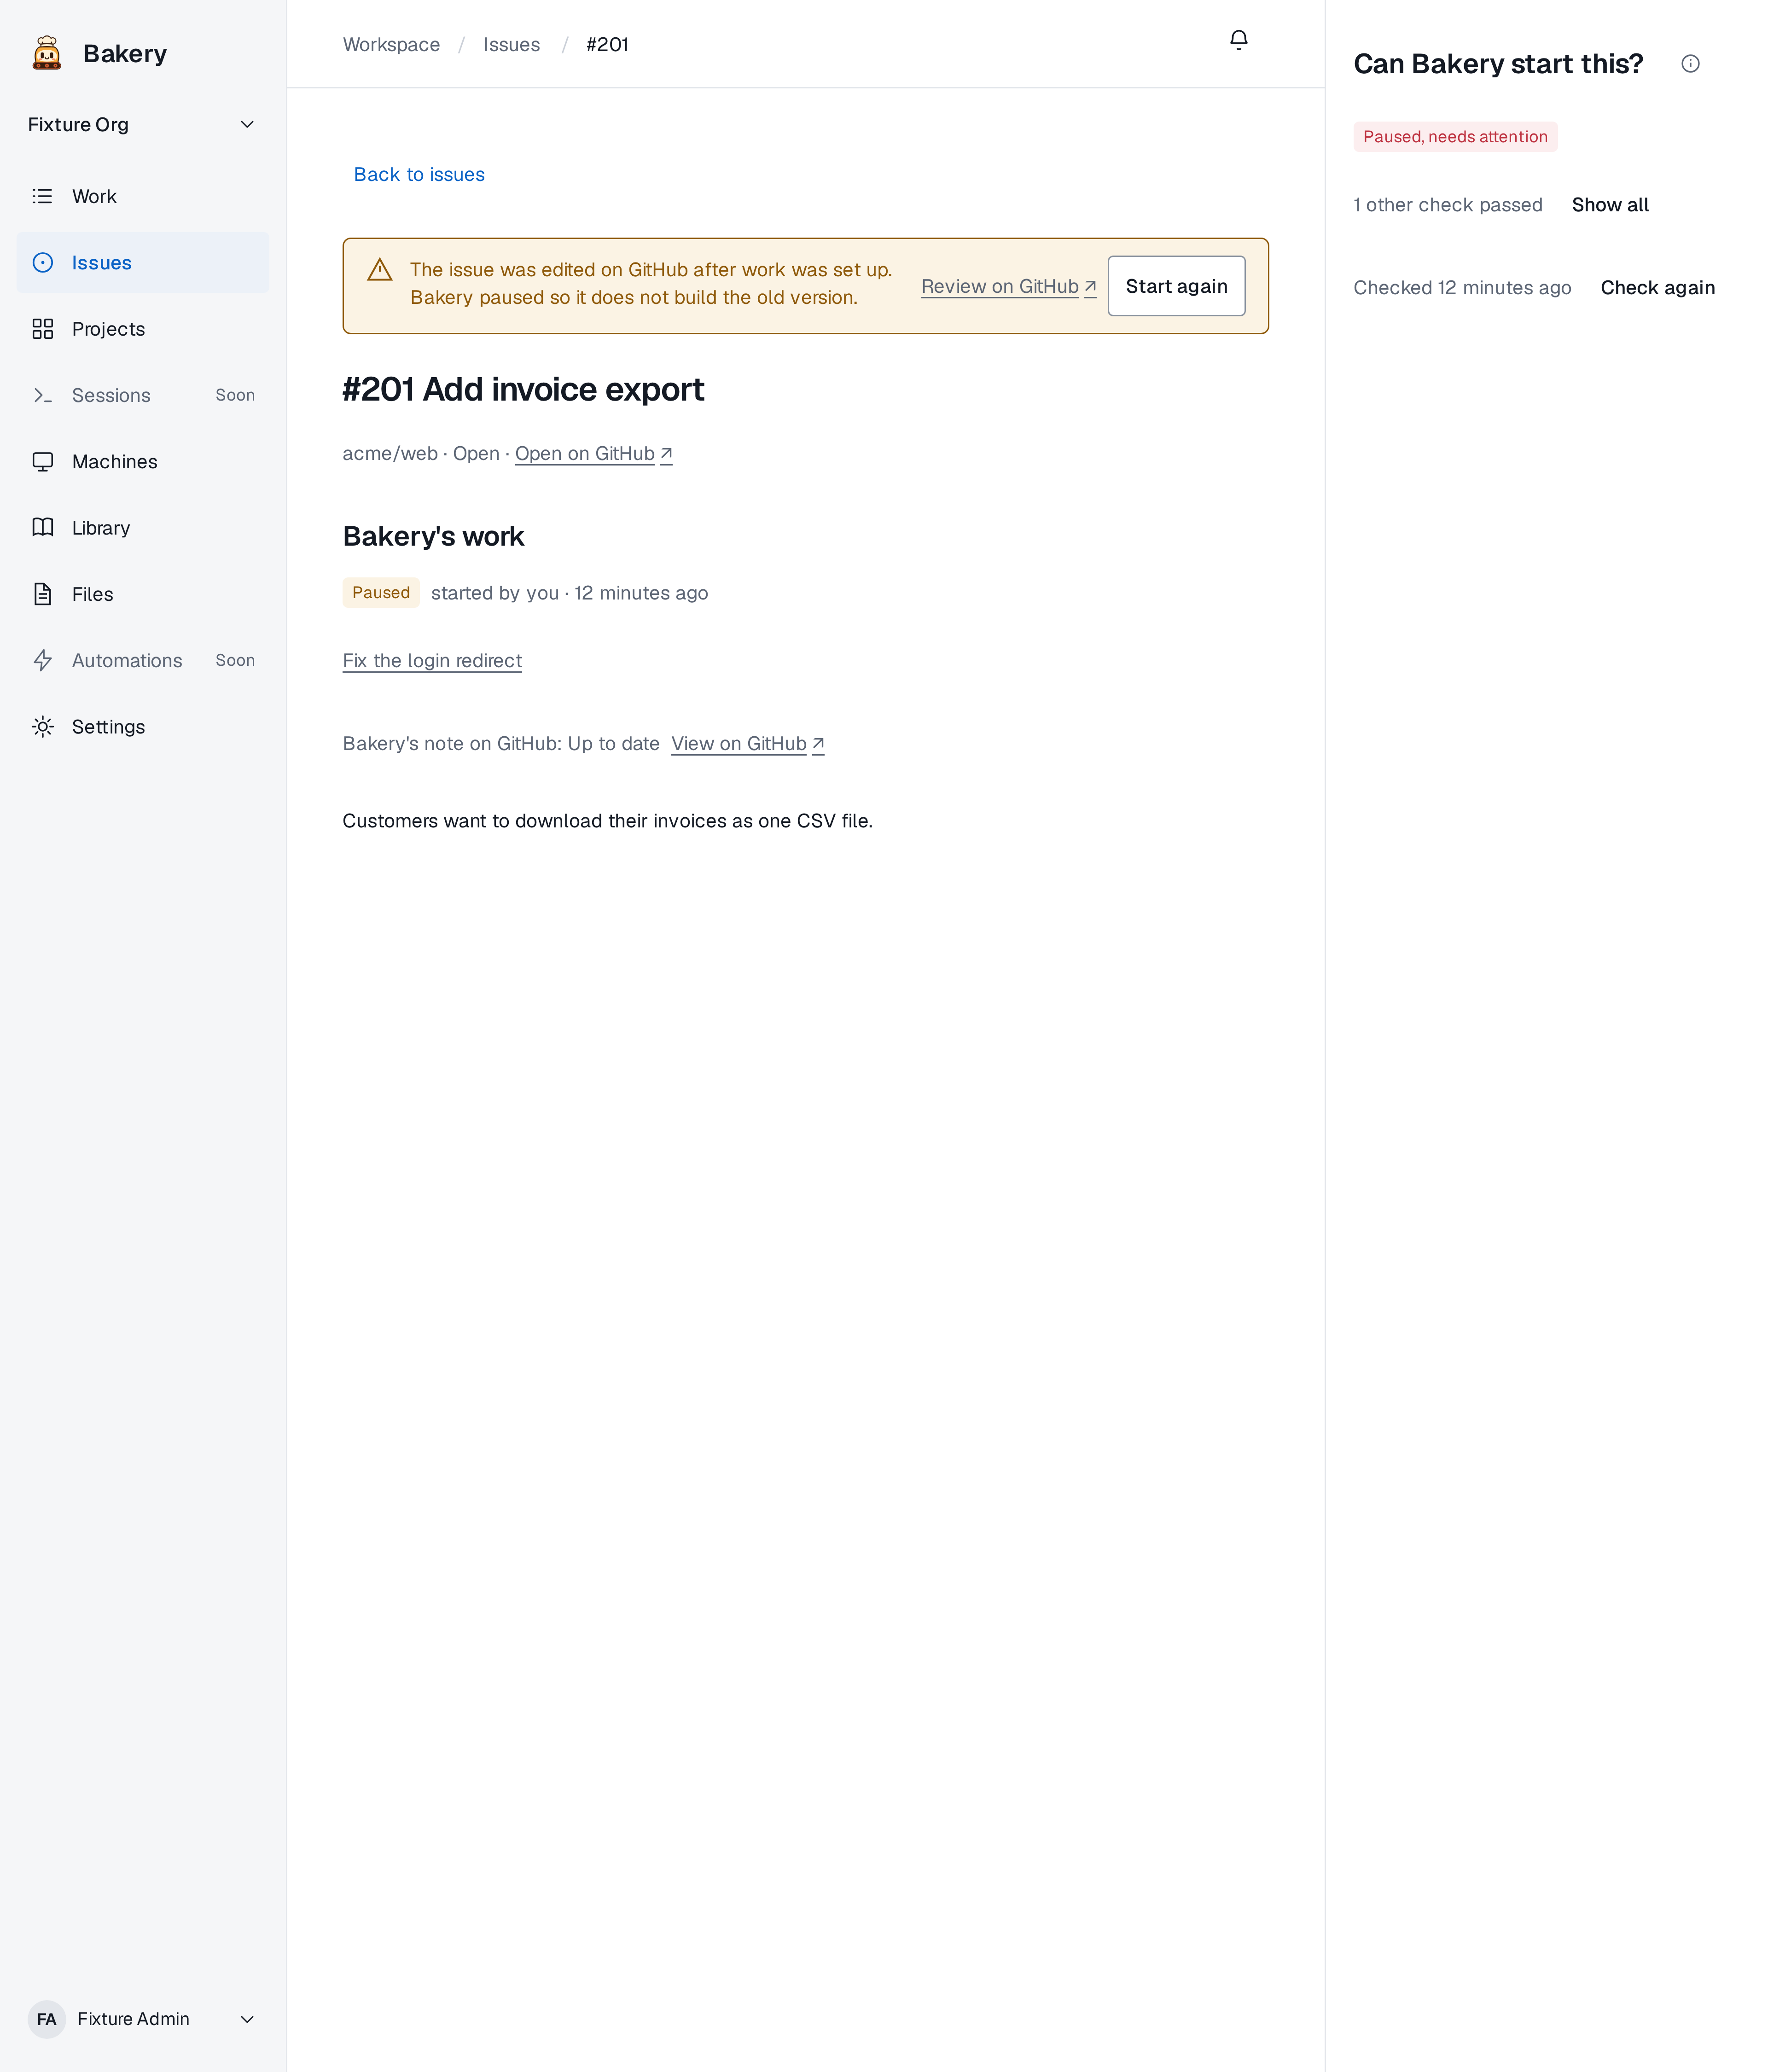 Bakery
Fixture Org
Work
Issues
Projects
Sessions Soon
Machines
Library
Files
Automations Soon
Settings
FA Fixture Admin
Workspace / Issues / #201
Back to issues
The issue was edited on GitHub after work was set up.
Bakery paused so it does not build the old version.
Review on GitHub ↗
Start again
#201 Add invoice export
acme/web · Open · Open on GitHub ↗
Bakery's work
Paused started by you · 12 minutes ago
Fix the login redirect
Bakery's note on GitHub: Up to date View on GitHub ↗
Customers want to download their invoices as one CSV file.
Can Bakery start this?
Paused, needs attention
1 other check passed Show all
Checked 12 minutes ago Check again